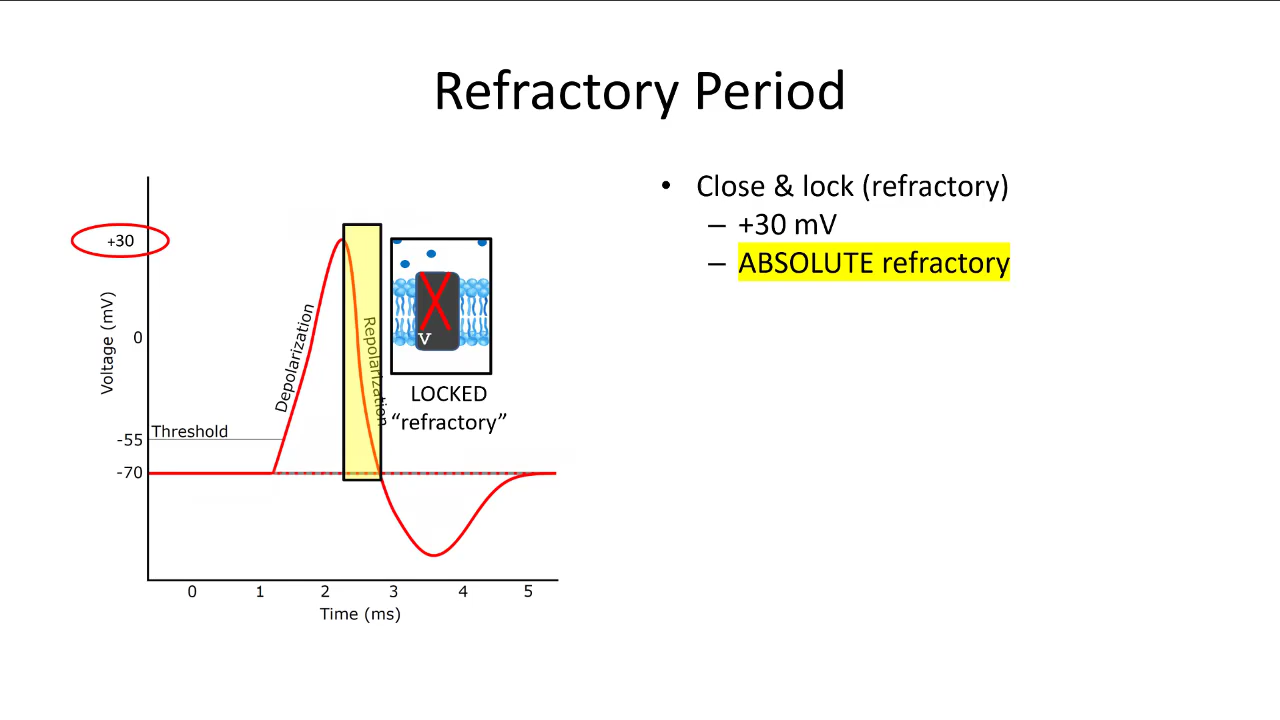 Refractory Period
• Close & lock (refractory)
– +30 mV
– ABSOLUTE refractory
+30
0
-55
-70
Voltage (mV)
Threshold
Depolarization
Repolarization
V
LOCKED
“refractory”
0 1 2 3 4 5
Time (ms)